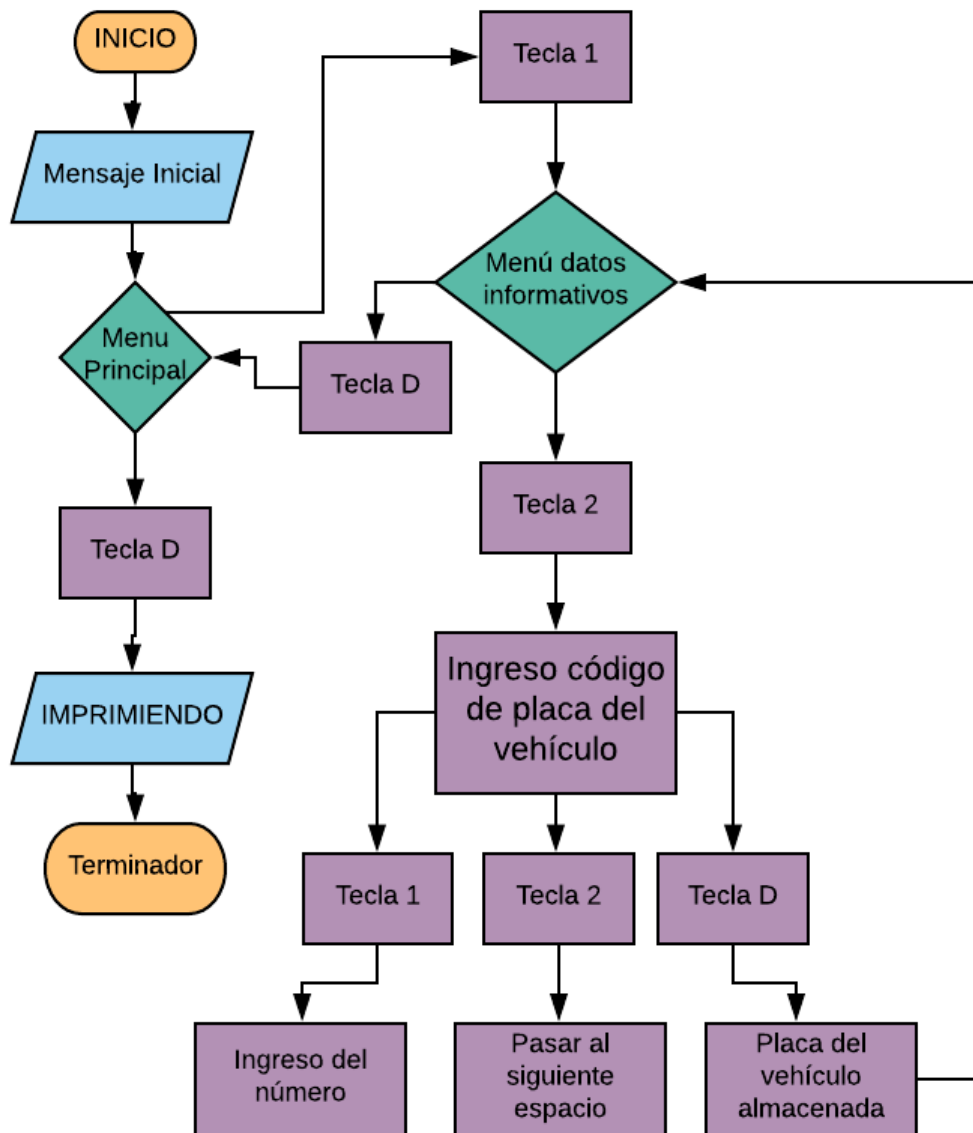 INICIO
Mensaje Inicial
Menu
Principal
Tecla D
IMPRIMIENDO
Terminador
Tecla 1
Menú datos
informativos
Tecla D
Tecla 2
Ingreso código
de placa del
vehículo
Tecla 1
Tecla 2
Tecla D
Ingreso del
número
Pasar al
siguiente
espacio
Placa del
vehículo
almacenada